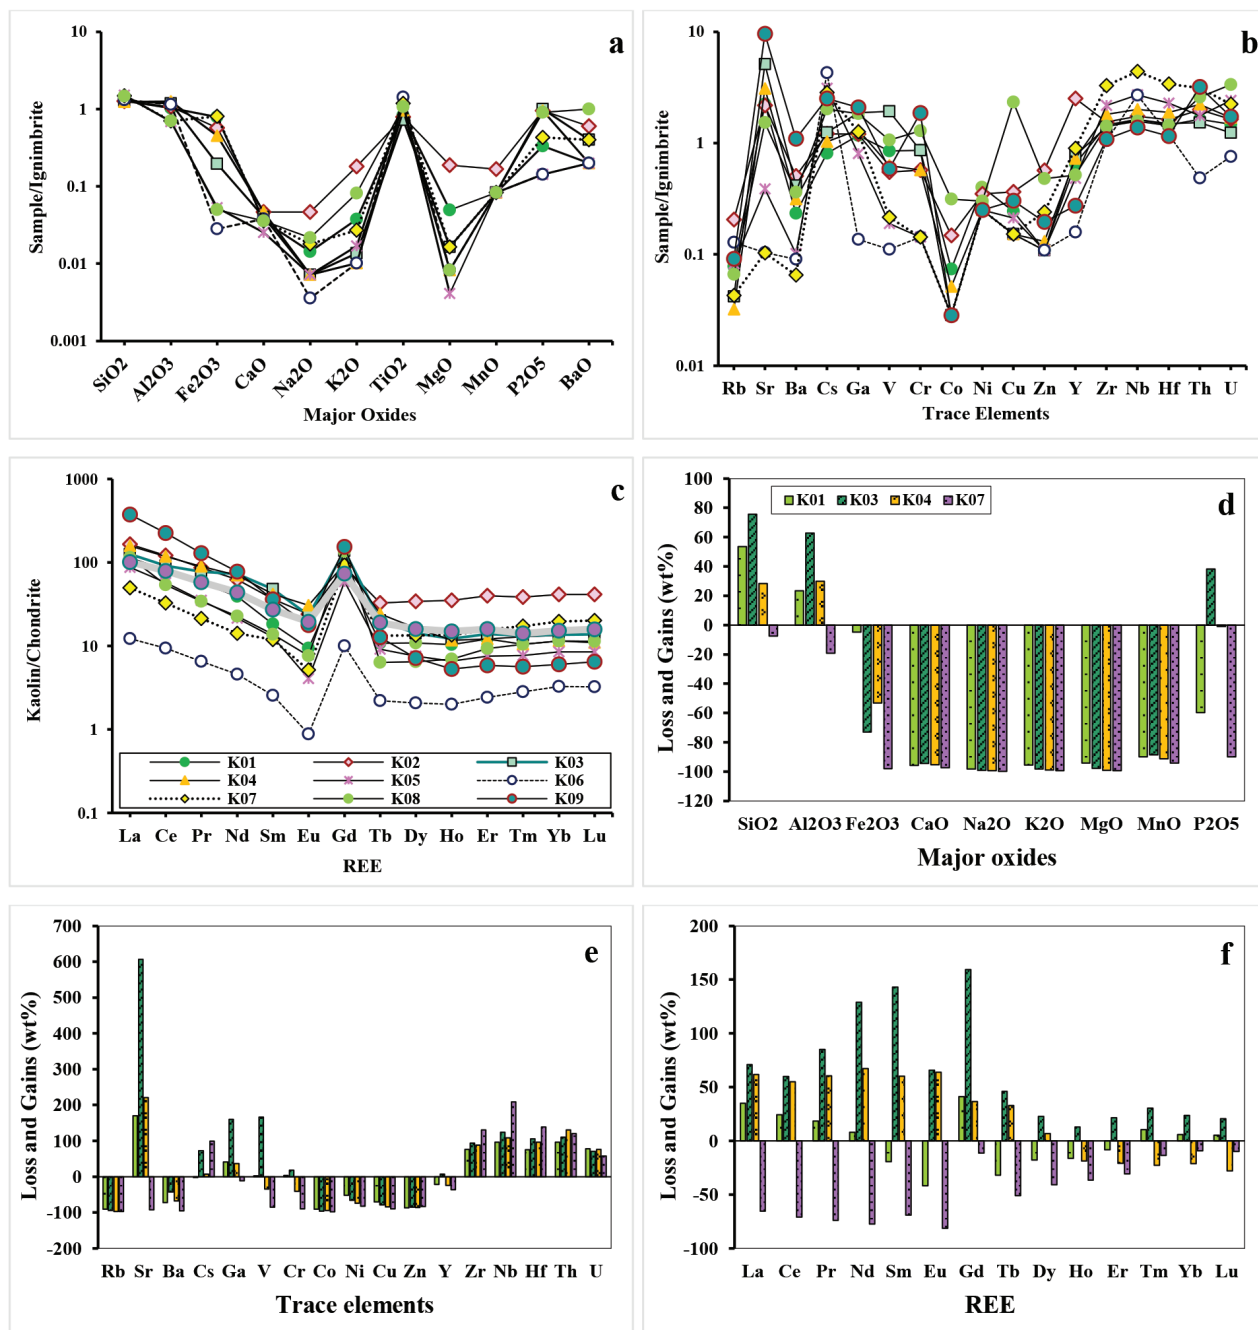 a
Sample/Ignimbrite
10
1
0.1
0.01
0.001
SiO2 Al2O3 Fe2O3 CaO Na2O K2O TiO2 MgO MnO P2O5 BaO
Major Oxides
b
Sample/Ignmbrite
10
1
0.1
0.01
Rb Sr Ba Cs Ga V Cr Co Ni Cu Zn Y Zr Nb Hf Th U
Trace Elements
c
Kaolin/Chondrite
1000
100
10
1
0.1
K01 K02 K03
K04 K05 K06
K07 K08 K09
La Ce Pr Nd Sm Eu Gd Tb Dy Ho Er Tm Yb Lu
REE
d
Loss and Gains (wt%)
100
80
60
40
20
0
-20
-40
-60
-80
-100
-120
K01 K03 K04 K07
SiO2 Al2O3 Fe2O3 CaO Na2O K2O MgO MnO P2O5
Major oxides
e
Loss and Gains (wt%)
700
600
500
400
300
200
100
0
-100
-200
Rb Sr Ba Cs Ga V Cr Co Ni Cu Zn Y Zr Nb Hf Th U
Trace elements
f
Loss and Gains (wt%)
200
150
100
50
0
-50
-100
La Ce Pr Nd Sm Eu Gd Tb Dy Ho Er Tm Yb Lu
REE